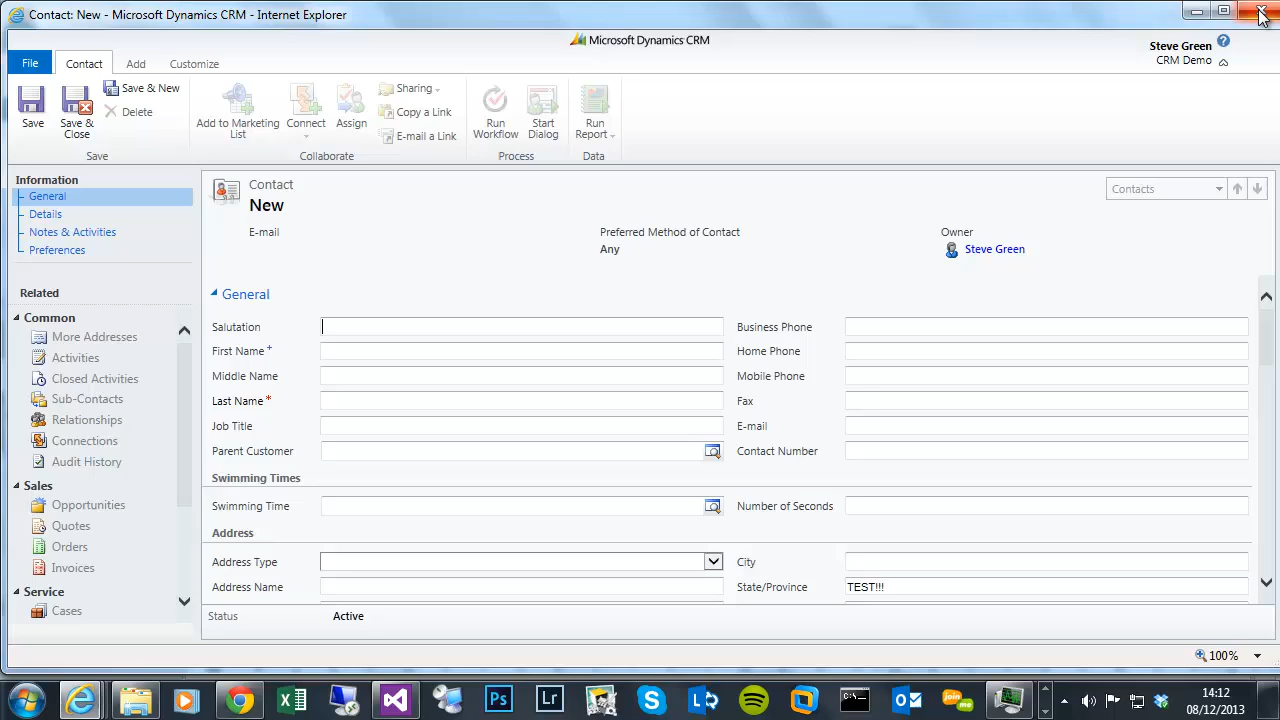 Contact: New - Microsoft Dynamics CRM - Internet Explorer
Microsoft Dynamics CRM
Steve Green
CRM Demo
File Contact Add Customize
Save
Save & Close
Save & New
Delete
Save
Add to Marketing List
Connect
Assign
Sharing
Copy a Link
E-mail a Link
Collaborate
Run Workflow
Start Dialog
Process
Run Report
Data
Information
General
Details
Notes & Activities
Preferences
Related
Common
More Addresses
Activities
Closed Activities
Sub-Contacts
Relationships
Connections
Audit History
Sales
Opportunities
Quotes
Orders
Invoices
Service
Cases
Contact
New
Contacts
E-mail
Preferred Method of Contact
Any
Owner
Steve Green
General
Salutation
Business Phone
First Name+
Home Phone
Middle Name
Mobile Phone
Last Name*
Fax
Job Title
E-mail
Parent Customer
Contact Number
Swimming Times
Swimming Time
Number of Seconds
Address
Address Type
City
Address Name
State/Province TEST!!!
Status Active
100%
Ps
Lr
join me
14:12
08/12/2013